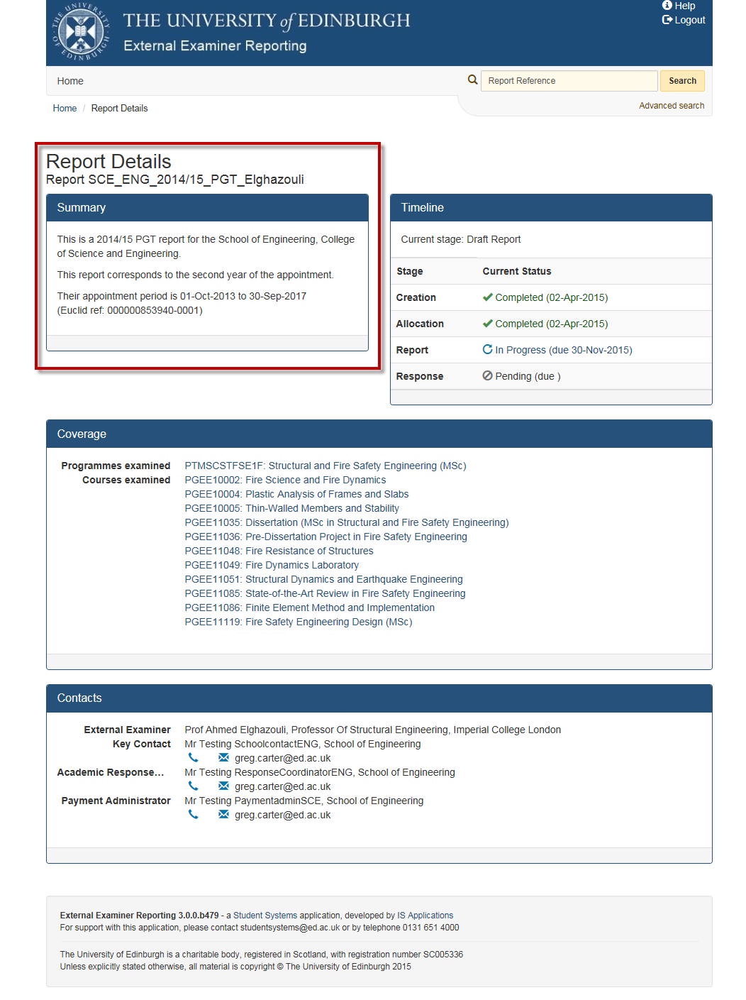 THE UNIVERSITY of EDINBURGH
External Examiner Reporting
Help
Logout
Home
Report Reference
Search
Home / Report Details
Advanced search
Report Details
Report SCE_ENG_2014/15_PGT_Elghazouli
Summary
This is a 2014/15 PGT report for the School of Engineering, College
of Science and Engineering.
This report corresponds to the second year of the appointment.
Their appointment period is 01-Oct-2013 to 30-Sep-2017
(Euclid ref: 000000853940-0001)
Timeline
Current stage: Draft Report
Stage Current Status
Creation Completed (02-Apr-2015)
Allocation Completed (02-Apr-2015)
Report In Progress (due 30-Nov-2015)
Response Pending (due )
Coverage
Programmes examined PTMSCSTFSE1F: Structural and Fire Safety Engineering (MSc)
Courses examined PGEE10002: Fire Science and Fire Dynamics
PGEE10004: Plastic Analysis of Frames and Slabs
PGEE10005: Thin-Walled Members and Stability
PGEE11035: Dissertation (MSc in Structural and Fire Safety Engineering)
PGEE11036: Pre-Dissertation Project in Fire Safety Engineering
PGEE11048: Fire Resistance of Structures
PGEE11049: Fire Dynamics Laboratory
PGEE11051: Structural Dynamics and Earthquake Engineering
PGEE11085: State-of-the-Art Review in Fire Safety Engineering
PGEE11086: Finite Element Method and Implementation
PGEE11119: Fire Safety Engineering Design (MSc)
Contacts
External Examiner Prof Ahmed Elghazouli, Professor Of Structural Engineering, Imperial College London
Key Contact Mr Testing SchoolcontactENG, School of Engineering
greg.carter@ed.ac.uk
Academic Response... Mr Testing ResponseCoordinatorENG, School of Engineering
greg.carter@ed.ac.uk
Payment Administrator Mr Testing PaymentadminSCE, School of Engineering
greg.carter@ed.ac.uk
External Examiner Reporting 3.0.0.b479 - a Student Systems application, developed by IS Applications
For support with this application, please contact studentsystems@ed.ac.uk or by telephone 0131 651 4000
The University of Edinburgh is a charitable body, registered in Scotland, with registration number SC005336
Unless explicitly stated otherwise, all material is copyright © The University of Edinburgh 2015